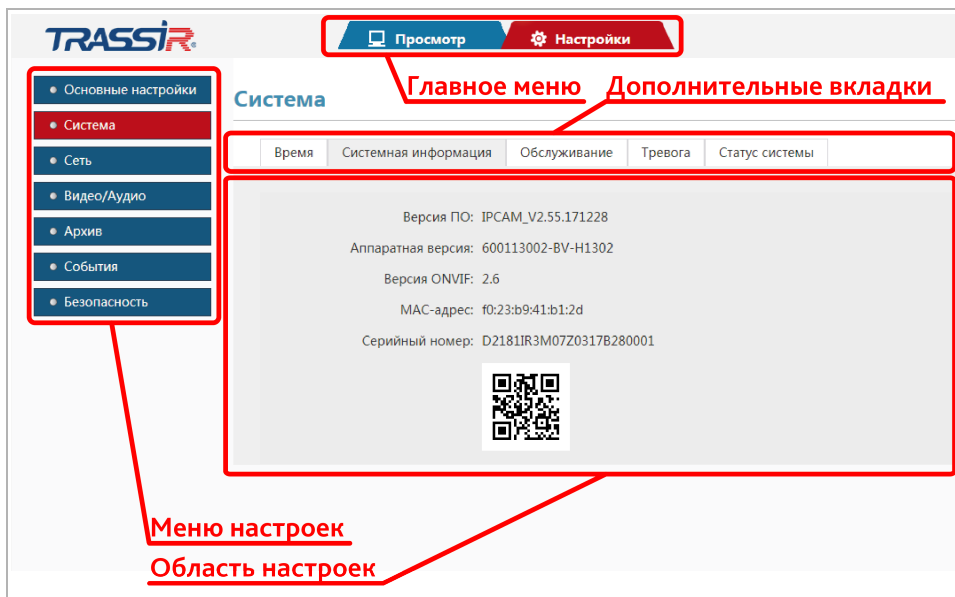 TRASSIR
Просмотр
Настройки
Главное меню
Дополнительные вкладки
Основные настройки
Система
Сеть
Видео/Аудио
Архив
События
Безопасность
Система
Время Системная информация Обслуживание Тревога Статус системы
Версия ПО: IPCAM_V2.55.171228
Аппаратная версия: 600113002-BV-H1302
Версия ONVIF: 2.6
MAC-адрес: f0:23:b9:41:b1:2d
Серийный номер: D2181IR3M07Z0317B280001
Меню настроек
Область настроек